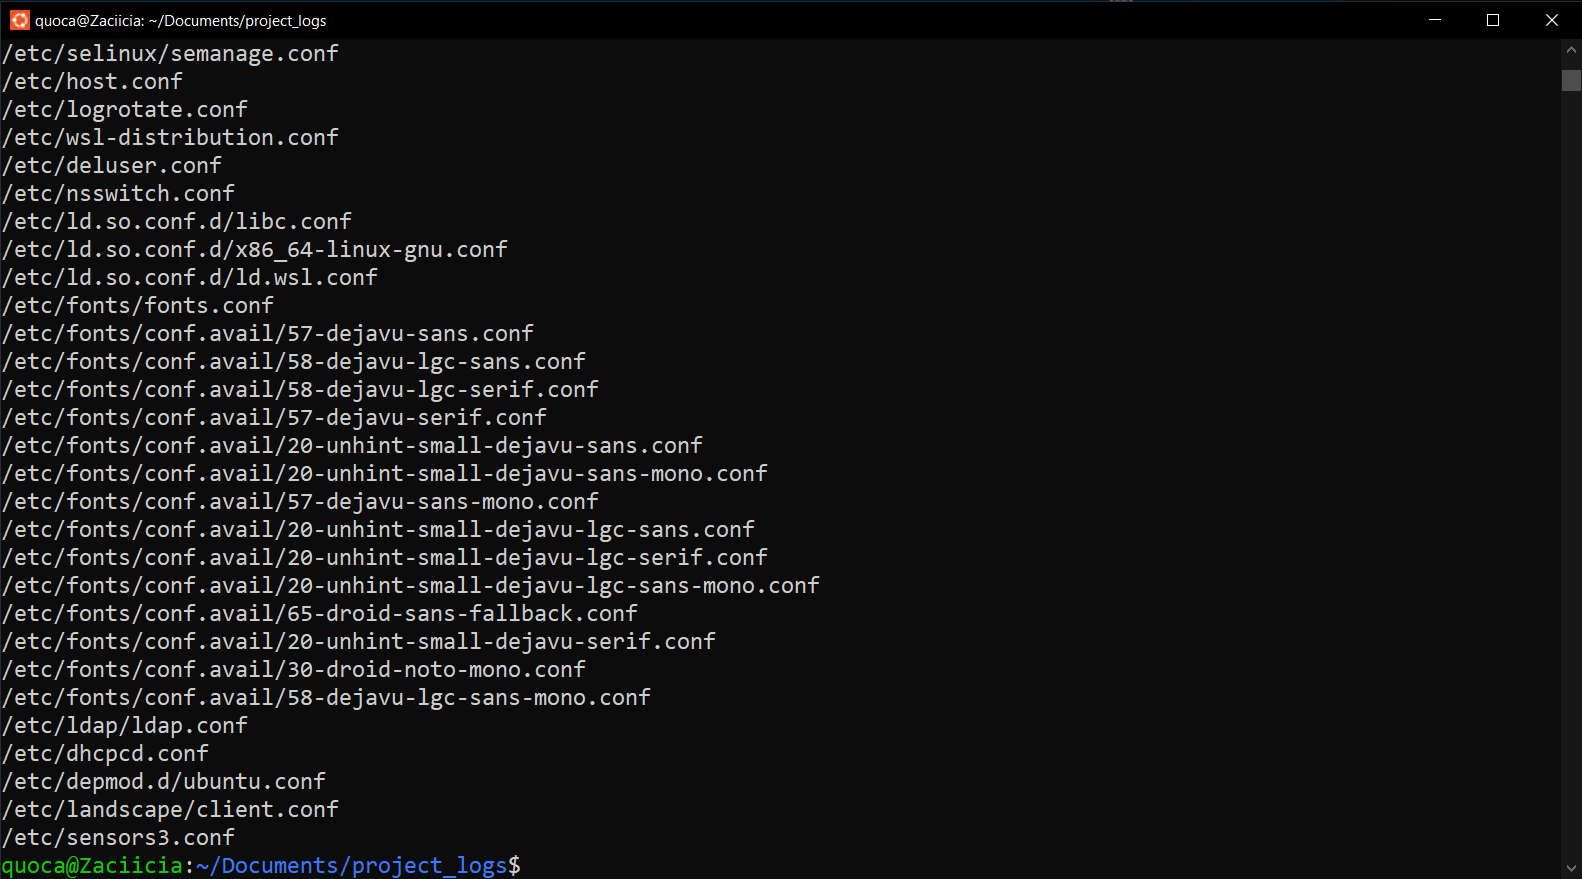 quoca@Zaciicia: ~/Documents/project_logs
/etc/selinux/semanage.conf
/etc/host.conf
/etc/logrotate.conf
/etc/wsl-distribution.conf
/etc/deluser.conf
/etc/nsswitch.conf
/etc/ld.so.conf.d/libc.conf
/etc/ld.so.conf.d/x86_64-linux-gnu.conf
/etc/ld.so.conf.d/ld.wsl.conf
/etc/fonts/fonts.conf
/etc/fonts/conf.avail/57-dejavu-sans.conf
/etc/fonts/conf.avail/58-dejavu-lgc-sans.conf
/etc/fonts/conf.avail/58-dejavu-lgc-serif.conf
/etc/fonts/conf.avail/57-dejavu-serif.conf
/etc/fonts/conf.avail/20-unhint-small-dejavu-sans.conf
/etc/fonts/conf.avail/20-unhint-small-dejavu-sans-mono.conf
/etc/fonts/conf.avail/57-dejavu-sans-mono.conf
/etc/fonts/conf.avail/20-unhint-small-dejavu-lgc-sans.conf
/etc/fonts/conf.avail/20-unhint-small-dejavu-lgc-serif.conf
/etc/fonts/conf.avail/20-unhint-small-dejavu-lgc-sans-mono.conf
/etc/fonts/conf.avail/65-droid-sans-fallback.conf
/etc/fonts/conf.avail/20-unhint-small-dejavu-serif.conf
/etc/fonts/conf.avail/30-droid-noto-mono.conf
/etc/fonts/conf.avail/58-dejavu-lgc-sans-mono.conf
/etc/ldap/ldap.conf
/etc/dhcpcd.conf
/etc/depmod.d/ubuntu.conf
/etc/landscape/client.conf
/etc/sensors3.conf
quoca@Zaciicia:~/Documents/project_logs$